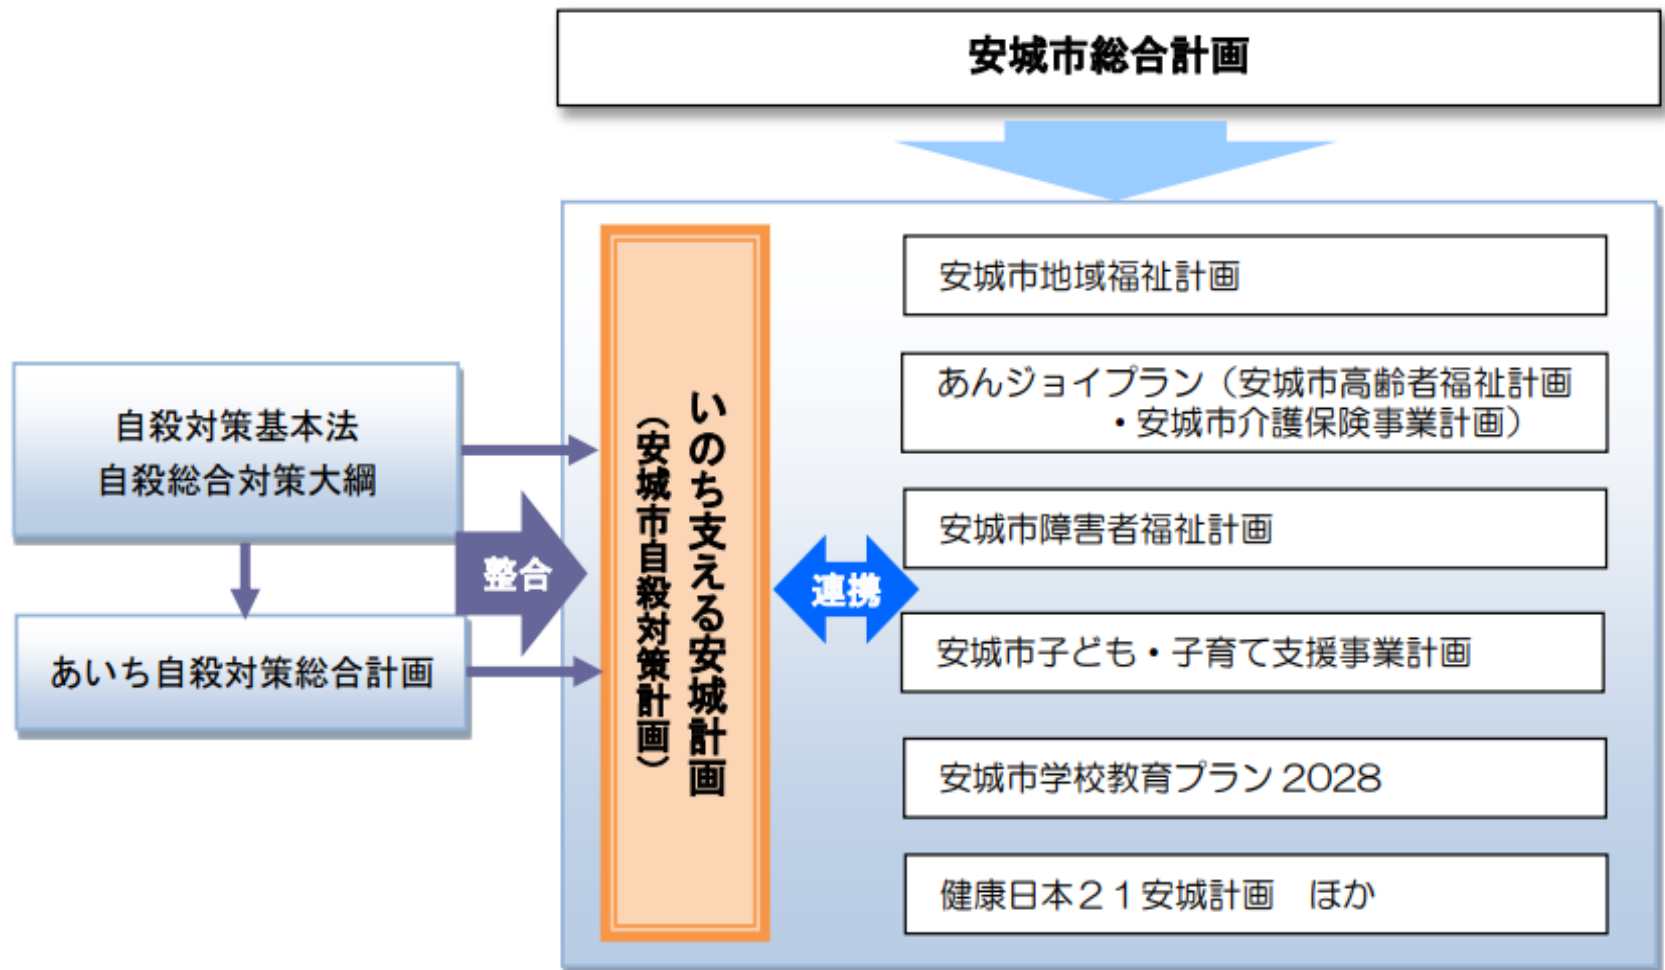 安城市総合計画
自殺対策基本法
自殺総合対策大綱
あいち自殺対策総合計画
整合
いのち支える安城計画
（安城市自殺対策計画）
連携
安城市地域福祉計画
あんジョイプラン（安城市高齢者福祉計画
・安城市介護保険事業計画）
安城市障害者福祉計画
安城市子ども・子育て支援事業計画
安城市学校教育プラン2028
健康日本２１安城計画　ほか